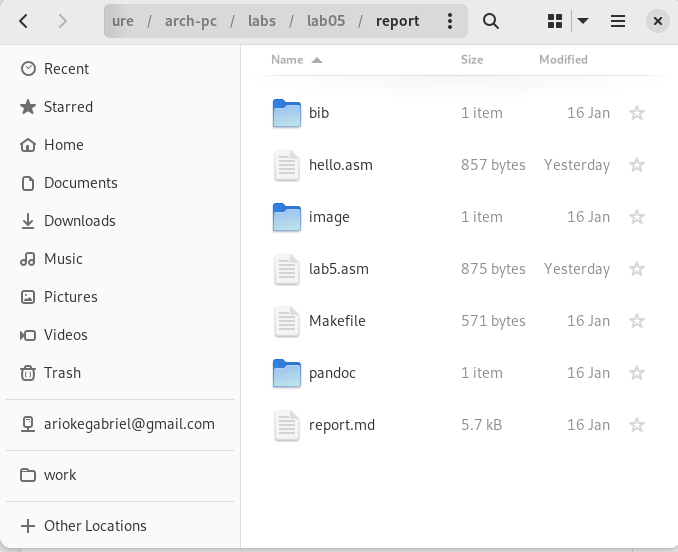 ure / arch-pc / labs / lab05 / report
Recent
Starred
Home
Documents
Downloads
Music
Pictures
Videos
Trash
ariokegabriel@gmail.com
work
Other Locations
Name Size Modified
bib 1 item 16 Jan
hello.asm 857 bytes Yesterday
image 1 item 16 Jan
lab5.asm 875 bytes Yesterday
Makefile 571 bytes 16 Jan
pandoc 1 item 16 Jan
report.md 5.7 kB 16 Jan